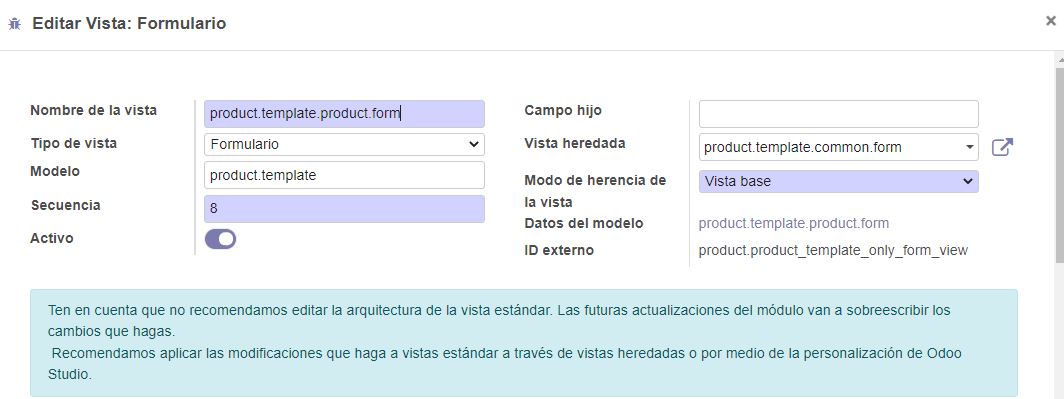 Editar Vista: Formulario
×
Nombre de la vista
product.template.product.form
Tipo de vista
Formulario
Modelo
product.template
Secuencia
8
Activo
Campo hijo
Vista heredada
product.template.common.form
Modo de herencia de
la vista
Vista base
Datos del modelo
product.template.product.form
ID externo
product.product_template_only_form_view
Ten en cuenta que no recomendamos editar la arquitectura de la vista estándar. Las futuras actualizaciones del módulo van a sobreescribir los
cambios que hagas.
Recomendamos aplicar las modificaciones que haga a vistas estándar a través de vistas heredadas o por medio de la personalización de Odoo
Studio.